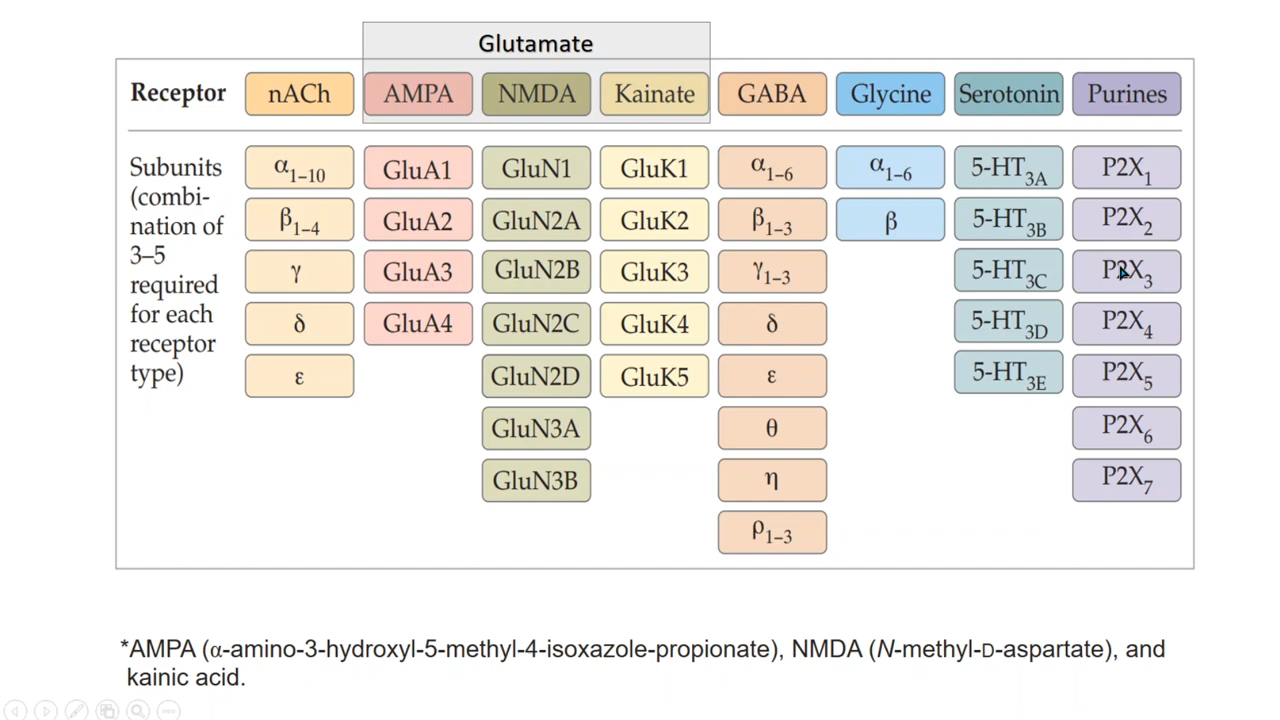 Glutamate
Receptor nACh AMPA NMDA Kainate GABA Glycine Serotonin Purines
Subunits
(combi-
nation of
3–5
required
for each
receptor
type)
α1–10 GluA1 GluN1 GluK1 α1–6 α1–6 5-HT3A P2X1
β1–4 GluA2 GluN2A GluK2 β1–3 β 5-HT3B P2X2
γ GluA3 GluN2B GluK3 γ1–3 5-HT3C P2X3
δ GluA4 GluN2C GluK4 δ 5-HT3D P2X4
ε GluN2D GluK5 ε 5-HT3E P2X5
GluN3A θ P2X6
GluN3B η P2X7
ρ1–3
*AMPA (α-amino-3-hydroxyl-5-methyl-4-isoxazole-propionate), NMDA (N-methyl-D-aspartate), and
kainic acid.